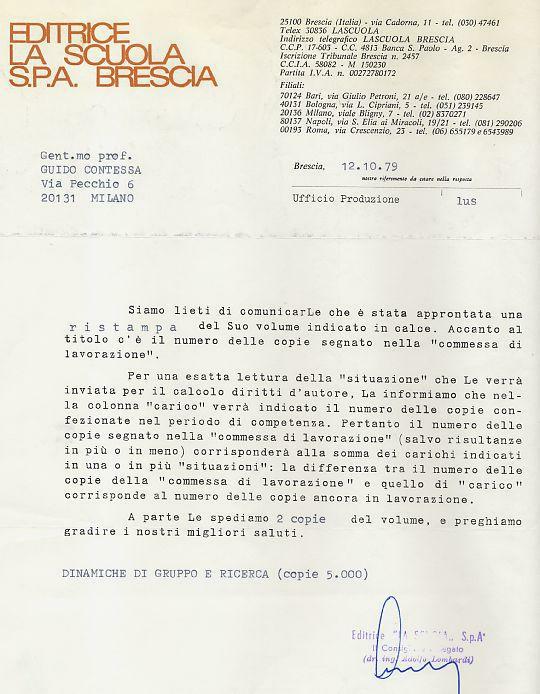 EDITRICE
LA SCUOLA
S.P.A. BRESCIA
25100 Brescia (Italia) - via Cadorna, 11 - tel. (030) 47461
Telex 30836 LASCUOLA
Indirizzo telegrafico LASCUOLA BRESCIA
C.C.P. 17-603 - C.C. 4813 Banca S. Paolo - Ag. 2 - Brescia
Iscrizione Tribunale Brescia n. 2457
C.C.I.A. 58082 - M 150230
Partita I.V.A. n. 00272780172
Filiali:
70124 Bari, via Giulio Petroni, 21 a/e - tel. (080) 228647
40131 Bologna, via L. Cipriani, 5 - tel. (051) 239145
20136 Milano, viale Bligny, 7 - tel. (02) 8370271
80137 Napoli, via S. Elia ai Miracoli, 19/21 - tel. (081) 290206
00193 Roma, via Crescenzio, 23 - tel. (06) 655179 e 6543989
Gent.mo prof.
GUIDO CONTESSA
Via Pecchio 6
20131 MILANO
Brescia, 12.10.79
nostro riferimento da citare nella risposta
Ufficio Produzione lus
Siamo lieti di comunicarLe che è stata approntata una
ristampa del Suo volume indicato in calce. Accanto al
titolo c'è il numero delle copie segnato nella "commessa di
lavorazione".
Per una esatta lettura della "situazione" che Le verrà
inviata per il calcolo diritti d'autore, La informiamo che nel-
la colonna "carico" verrà indicato il numero delle copie con-
fezionate nel periodo di competenza. Pertanto il numero delle
copie segnato nella "commessa di lavorazione" (salvo risultanze
in più o in meno) corrisponderà alla somma dei carichi indicati
in una o in più "situazioni": la differenza tra il numero delle
copie della "commessa di lavorazione" e quello di "carico"
corrisponde al numero delle copie ancora in lavorazione.
A parte Le spediamo 2 copie del volume, e preghiamo
gradire i nostri migliori saluti.
DINAMICHE DI GRUPPO E RICERCA (copie 5.000)
Editrice "LA SCUOLA" S.p.A.
Il Consigliere Delegato
(dr. ing. Adolfo Lombardi)